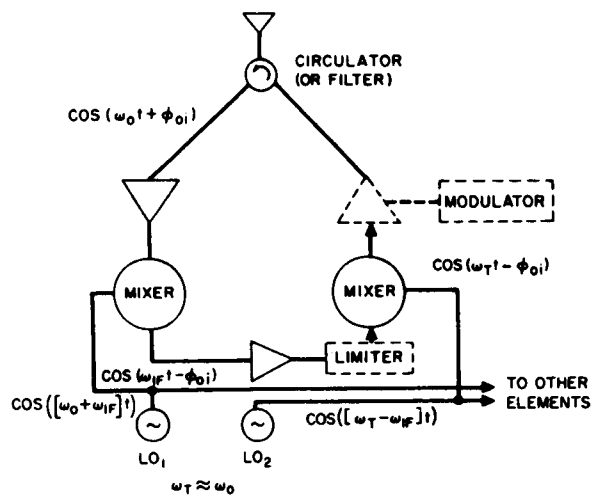 CIRCULATOR
(OR FILTER)
COS(ω₀t+ϕ₀ᵢ)
MODULATOR
COS(ω_T t-ϕ₀ᵢ)
MIXER
MIXER
LIMITER
COS(ω_IF t-ϕ₀ᵢ)
TO OTHER
ELEMENTS
COS([ω₀+ω_IF]t)
COS([ω_T-ω_IF]t)
~
~
LO₁
LO₂
ω_T≈ω₀